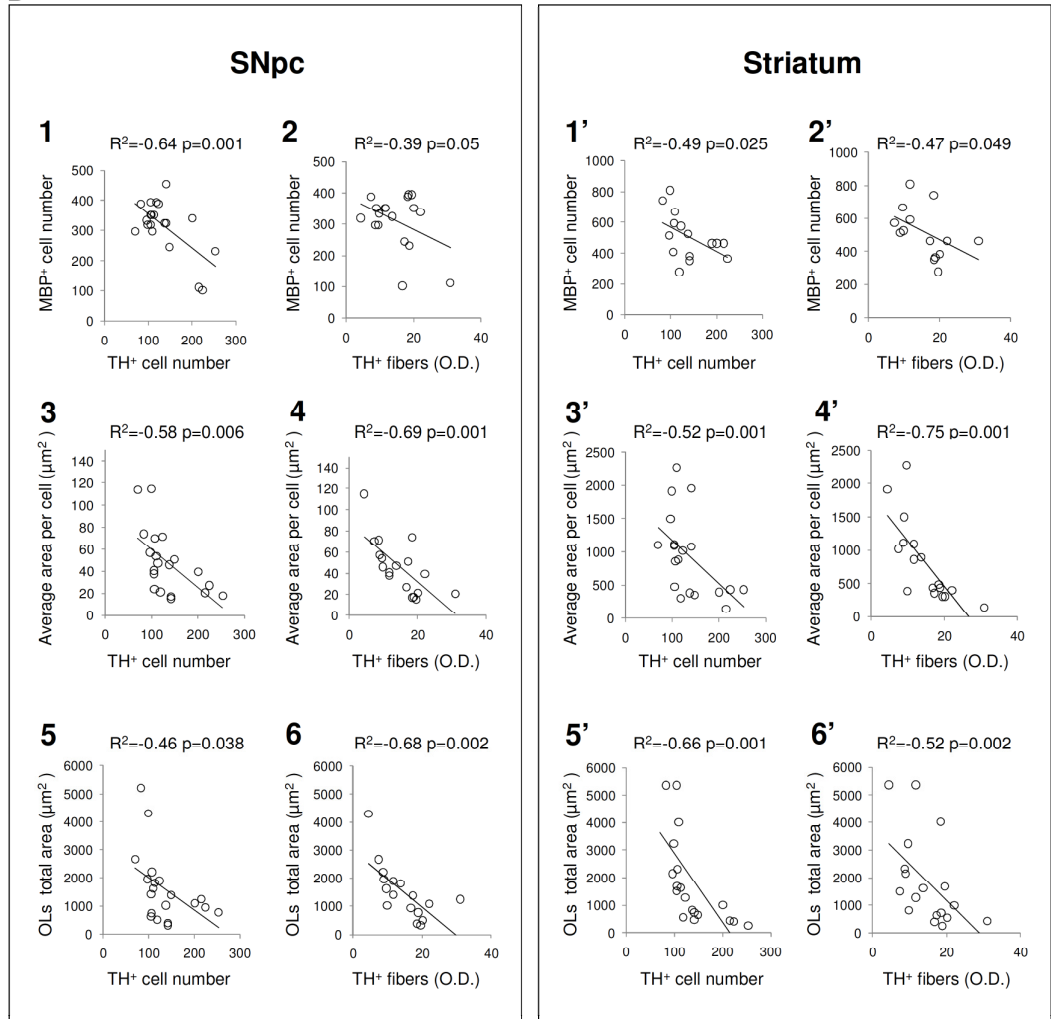 SNpc
1
R²=-0.64 p=0.001
MBP⁺ cell number
500
400
300
200
100
0
0 100 200 300
TH⁺ cell number
2
R²=-0.39 p=0.05
MBP⁺ cell number
500
400
300
200
100
0
0 20 40
TH⁺ fibers (O.D.)
3
R²=-0.58 p=0.006
Average area per cell (µm²)
140
120
100
80
60
40
20
0
0 100 200 300
TH⁺ cell number
4
R²=-0.69 p=0.001
Average area per cell (µm²)
140
120
100
80
60
40
20
0
0 20 40
TH⁺ fibers (O.D.)
5
R²=-0.46 p=0.038
OLs total area (µm²)
6000
5000
4000
3000
2000
1000
0
0 100 200 300
TH⁺ cell number
6
R²=-0.68 p=0.002
OLs total area (µm²)
6000
5000
4000
3000
2000
1000
0
0 20 40
TH⁺ fibers (O.D.)
Striatum
1’
R²=-0.49 p=0.025
MBP⁺ cell number
1000
800
600
400
200
0
0 100 200 300
TH⁺ cell number
2’
R²=-0.47 p=0.049
MBP⁺ cell number
1000
800
600
400
200
0
0 20 40
TH⁺ fibers (O.D.)
3’
R²=-0.52 p=0.001
Average area per cell (µm²)
2500
2000
1500
1000
500
0
0 100 200 300
TH⁺ cell number
4’
R²=-0.75 p=0.001
Average area per cell (µm²)
2500
2000
1500
1000
500
0
0 20 40
TH⁺ fibers (O.D.)
5’
R²=-0.66 p=0.001
OLs total area (µm²)
6000
5000
4000
3000
2000
1000
0
0 100 200 300
TH⁺ cell number
6’
R²=-0.52 p=0.002
OLs total area (µm²)
6000
5000
4000
3000
2000
1000
0
0 20 40
TH⁺ fibers (O.D.)